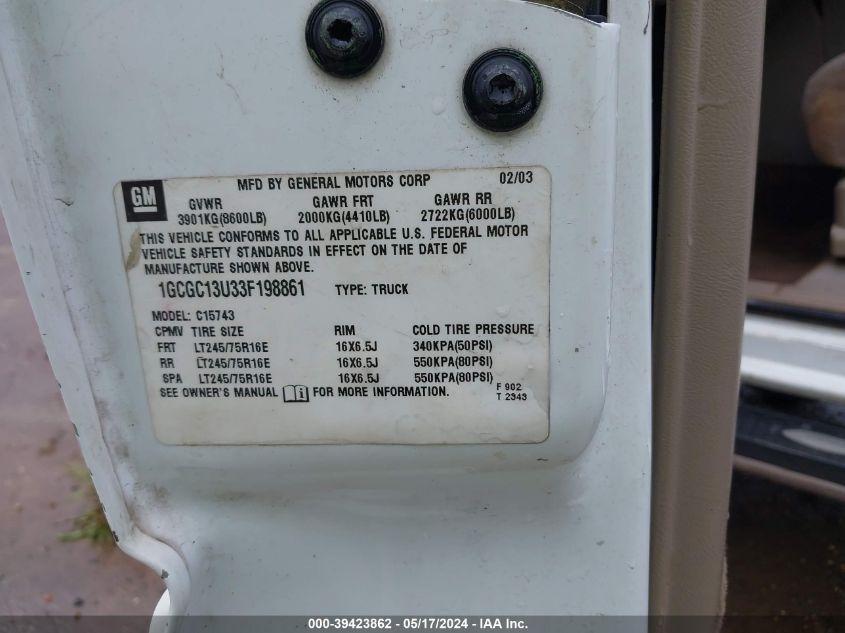 GM
MFD BY GENERAL MOTORS CORP 02/03
GVWR GAWR FRT GAWR RR
3901KG(8600LB) 2000KG(4410LB) 2722KG(6000LB)
THIS VEHICLE CONFORMS TO ALL APPLICABLE U.S. FEDERAL MOTOR
VEHICLE SAFETY STANDARDS IN EFFECT ON THE DATE OF
MANUFACTURE SHOWN ABOVE.
1GCGC13U33F198861 TYPE: TRUCK
MODEL: C15743
CPMV TIRE SIZE RIM COLD TIRE PRESSURE
FRT LT245/75R16E 16X6.5J 340KPA(50PSI)
RR LT245/75R16E 16X6.5J 550KPA(80PSI)
SPA LT245/75R16E 16X6.5J 550KPA(80PSI)
SEE OWNER'S MANUAL i FOR MORE INFORMATION. F 902
T 2343
000-39423862 - 05/17/2024 - IAA Inc.